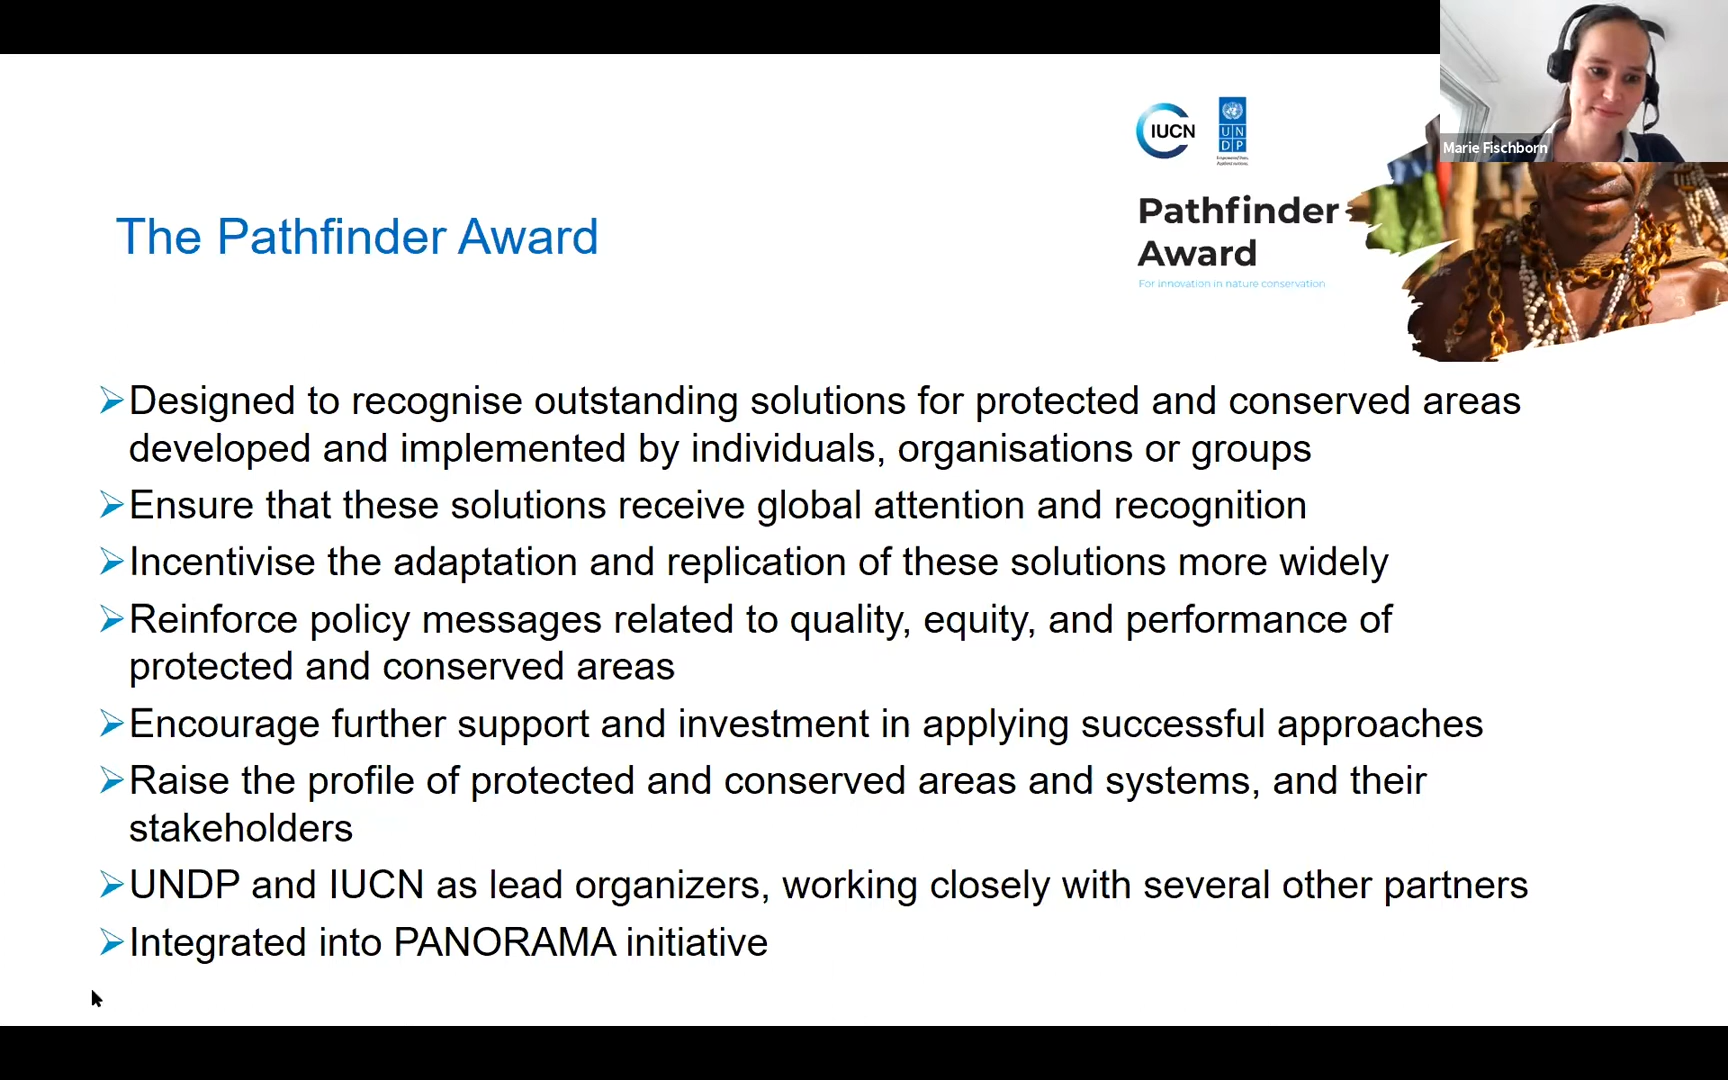 Marie Fischborn
IUCN
UN
DP
Pathfinder
Award
For innovation in nature conservation
The Pathfinder Award
Designed to recognise outstanding solutions for protected and conserved areas
developed and implemented by individuals, organisations or groups
Ensure that these solutions receive global attention and recognition
Incentivise the adaptation and replication of these solutions more widely
Reinforce policy messages related to quality, equity, and performance of
protected and conserved areas
Encourage further support and investment in applying successful approaches
Raise the profile of protected and conserved areas and systems, and their
stakeholders
UNDP and IUCN as lead organizers, working closely with several other partners
Integrated into PANORAMA initiative